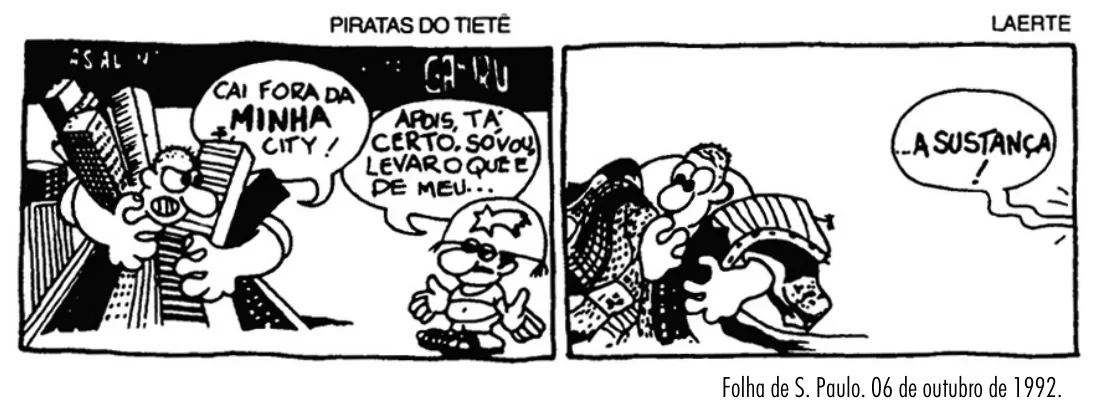 PIRATAS DO TIETÊ
LAERTE
CAI FORA DA
MINHA
CITY!
APOIS, TÁ
CERTO. SÓ VOU
LEVAR O QUE É
DE MEU...
...A SUSTANÇA
!
Folha de S. Paulo. 06 de outubro de 1992.